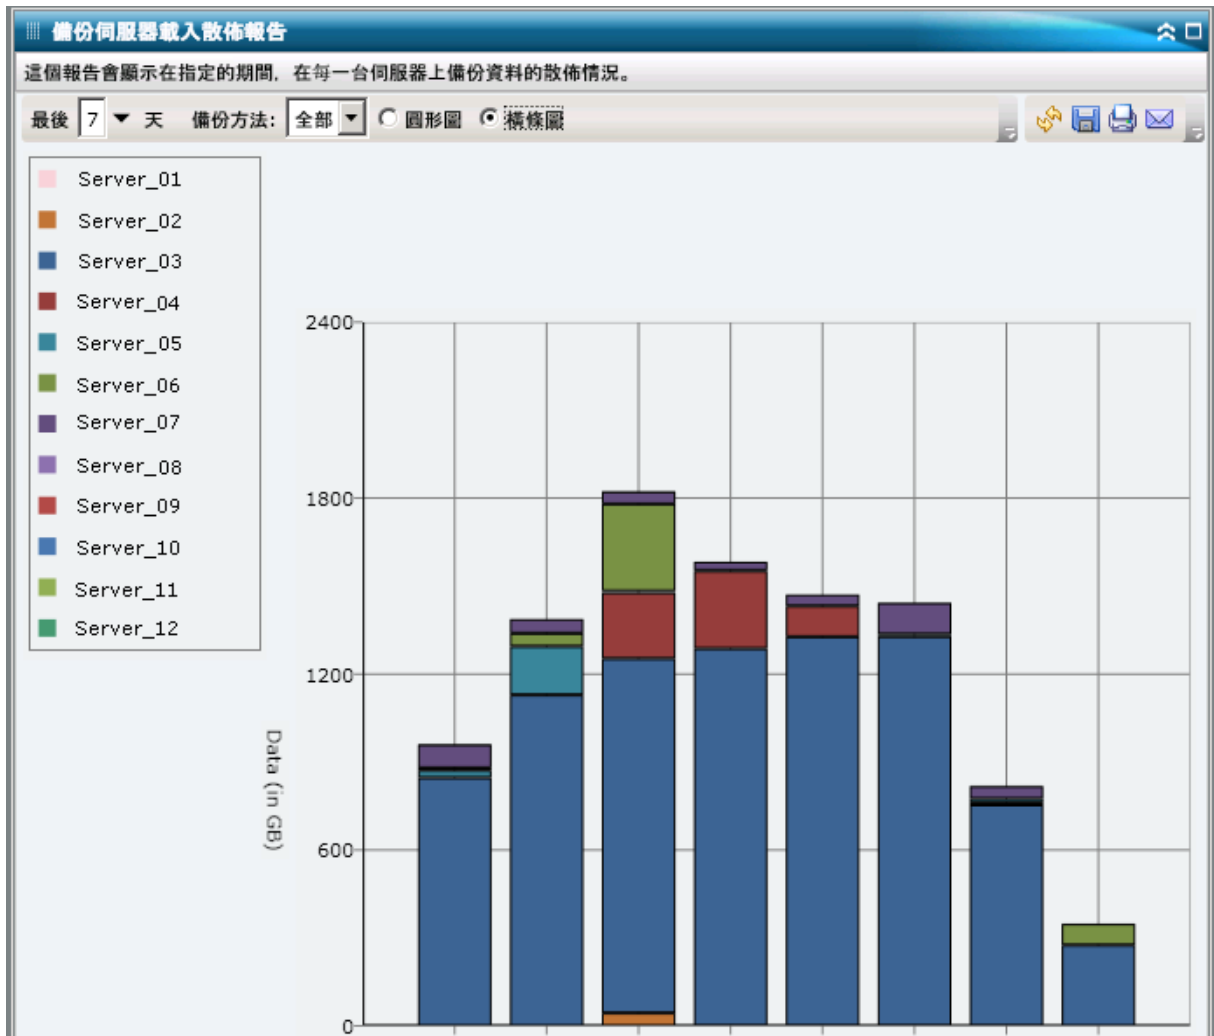 備份伺服器載入散佈報告
這個報告會顯示在指定的期間，在每一台伺服器上備份資料的散佈情況。
最後 7 天 備份方法: 全部 圓形圖 橫條圖
Server_01
Server_02
Server_03
Server_04
Server_05
Server_06
Server_07
Server_08
Server_09
Server_10
Server_11
Server_12
2400
1800
1200
600
0
Data (in GB)